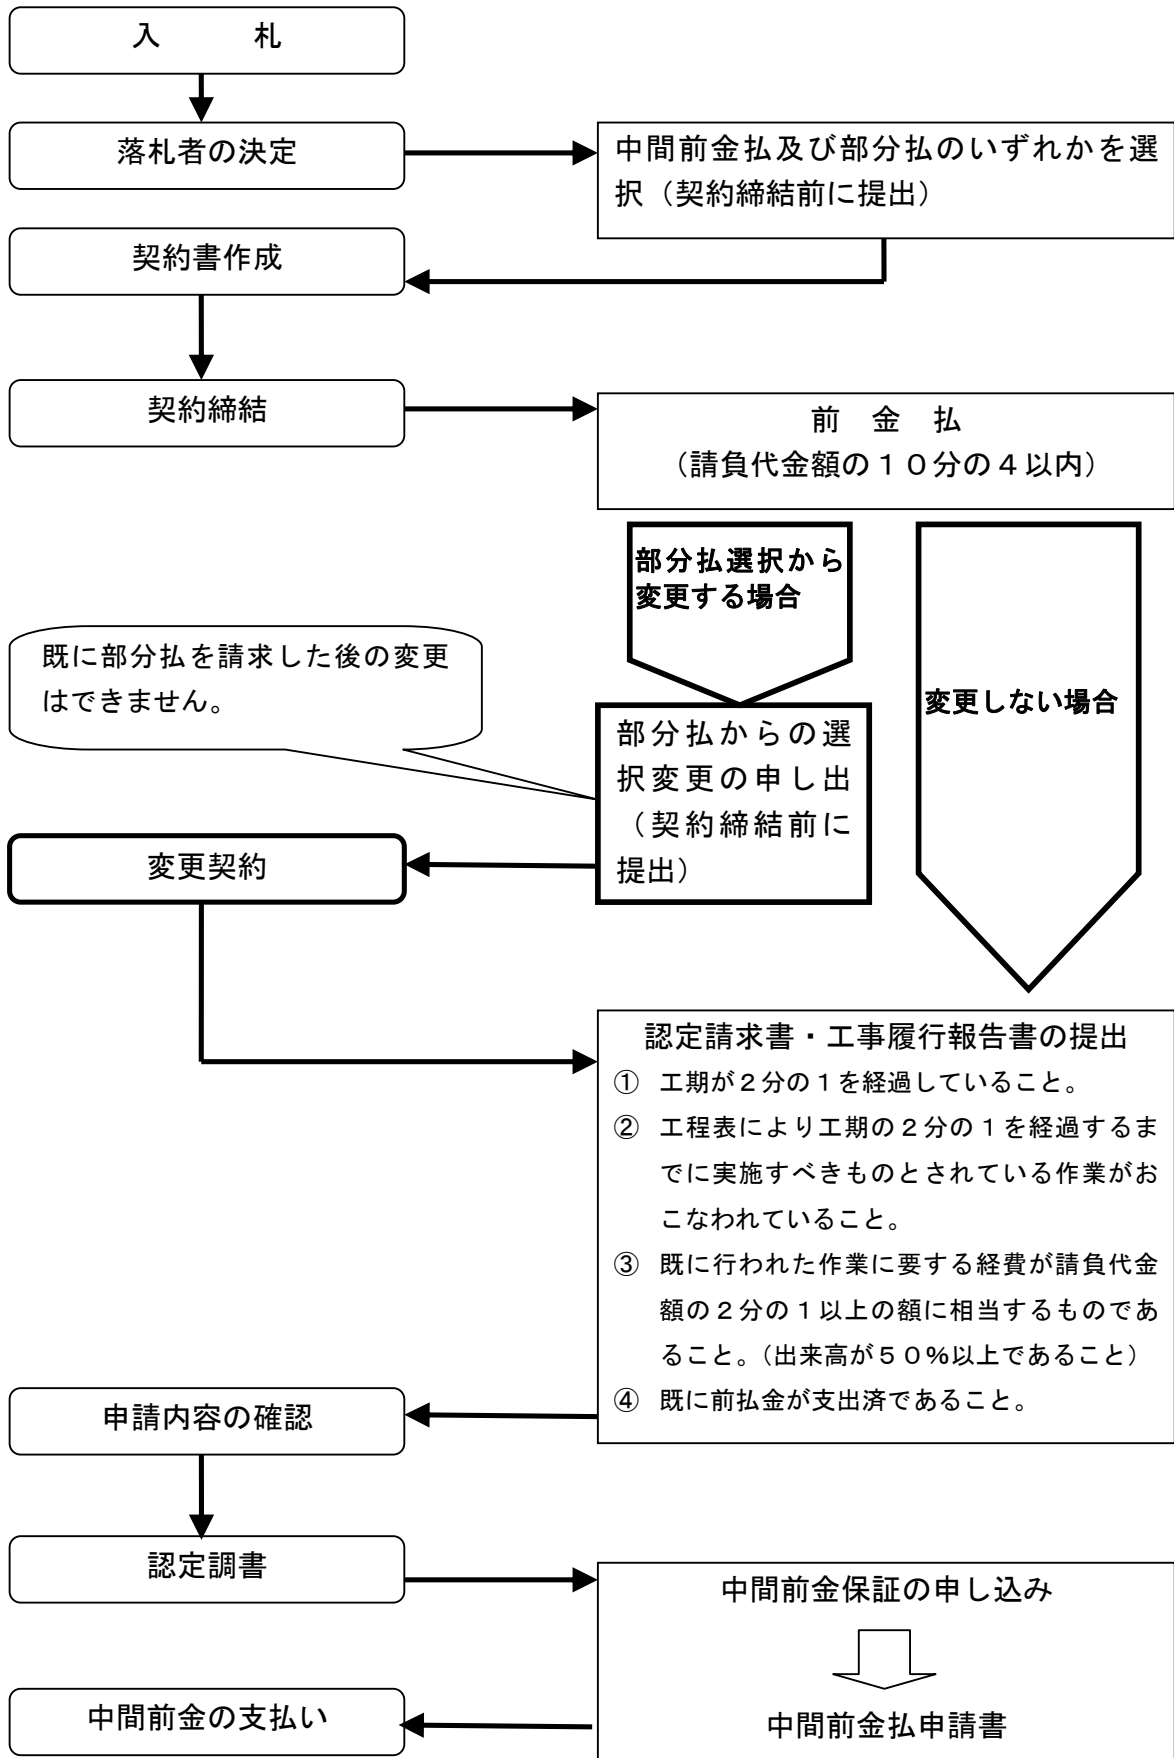 入　　　札
落札者の決定
中間前金払及び部分払のいずれかを選
択（契約締結前に提出）
契約書作成
契約締結
前　金　払
（請負代金額の１０分の４以内）
部分払選択から
変更する場合
変更しない場合
既に部分払を請求した後の変更
はできません。
部分払からの選
択変更の申し出
（契約締結前に
提出）
変更契約
認定請求書・工事履行報告書の提出
①　工期が２分の１を経過していること。
②　工程表により工期の２分の１を経過するま
でに実施すべきものとされている作業がお
こなわれていること。
③　既に行われた作業に要する経費が請負代金
額の２分の１以上の額に相当するものであ
ること。（出来高が５０％以上であること）
④　既に前払金が支出済であること。
申請内容の確認
認定調書
中間前金保証の申し込み
中間前金払申請書
中間前金の支払い